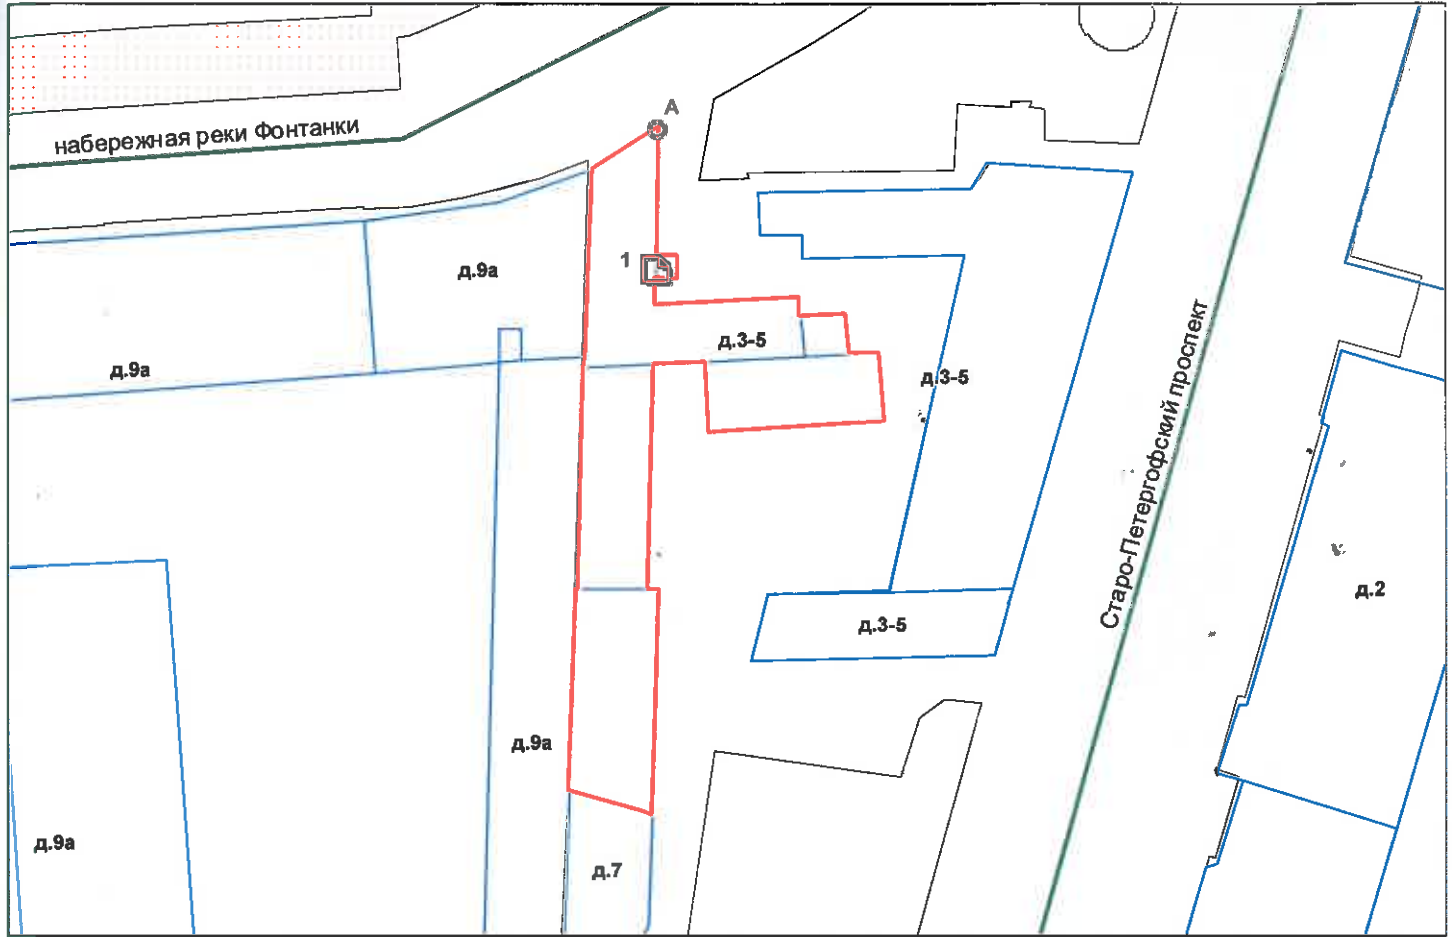 А
набережная реки Фонтанки
1
д.9а
д.3-5
д.9а
д.3-5
Старо-Петергофский проспект
д.2
д.3-5
д.9а
д.9а
д.7